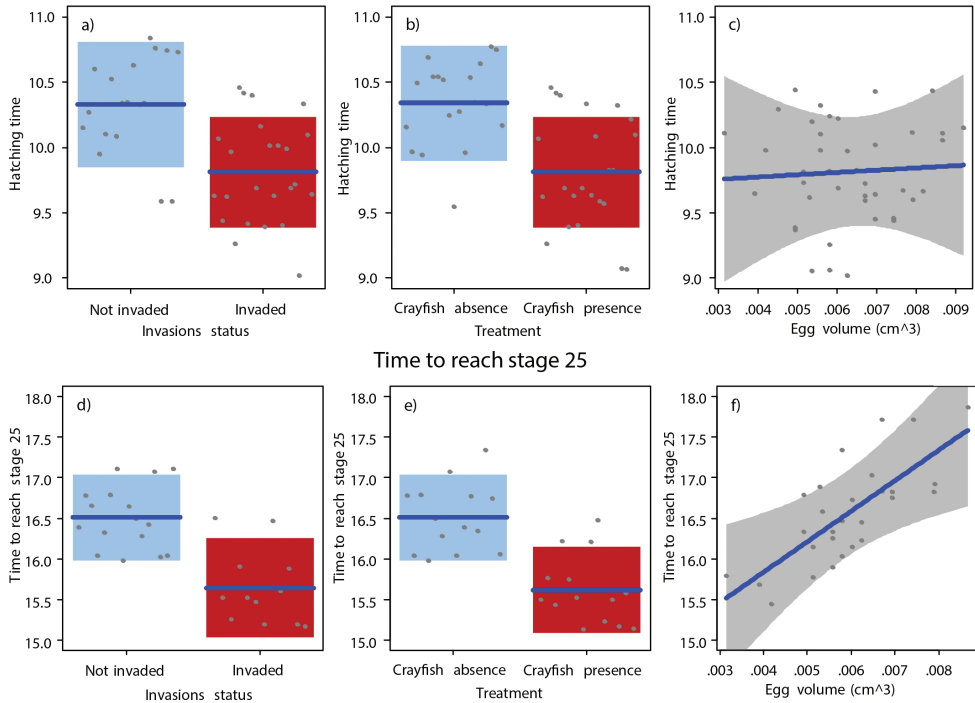 a)
Hatching time
11.0
10.5
10.0
9.5
9.0
Not invaded
Invaded
Invasions status
b)
Hatching time
11.0
10.5
10.0
9.5
9.0
Crayfish absence
Crayfish presence
Treatment
c)
Hatching time
11.0
10.5
10.0
9.5
9.0
.003 .004 .005 .006 .007 .008 .009
Egg volume (cm^3)
Time to reach stage 25
d)
Time to reach stage 25
18.0
17.5
17.0
16.5
16.0
15.5
15.0
Not invaded
Invaded
Invasions status
e)
Time to reach stage 25
18.0
17.5
17.0
16.5
16.0
15.5
15.0
Crayfish absence
Crayfish presence
Treatment
f)
Time to reach stage 25
18.0
17.5
17.0
16.5
16.0
15.5
15.0
.003 .004 .005 .006 .007 .008
Egg volume (cm^3)